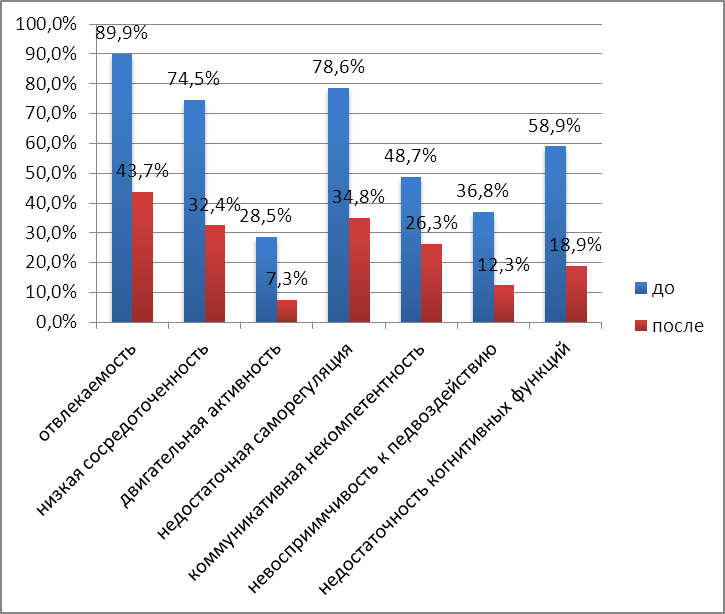 100,0%
90,0%
80,0%
70,0%
60,0%
50,0%
40,0%
30,0%
20,0%
10,0%
0,0%
89,9%
43,7%
74,5%
32,4%
28,5%
7,3%
78,6%
34,8%
48,7%
26,3%
36,8%
12,3%
58,9%
18,9%
отвлекаемость
низкая сосредоточенность
двигательная активность
недостаточная саморегуляция
коммуникативная некомпетентность
невосприимчивость к педвоздействию
недостаточность когнитивных функций
до
после